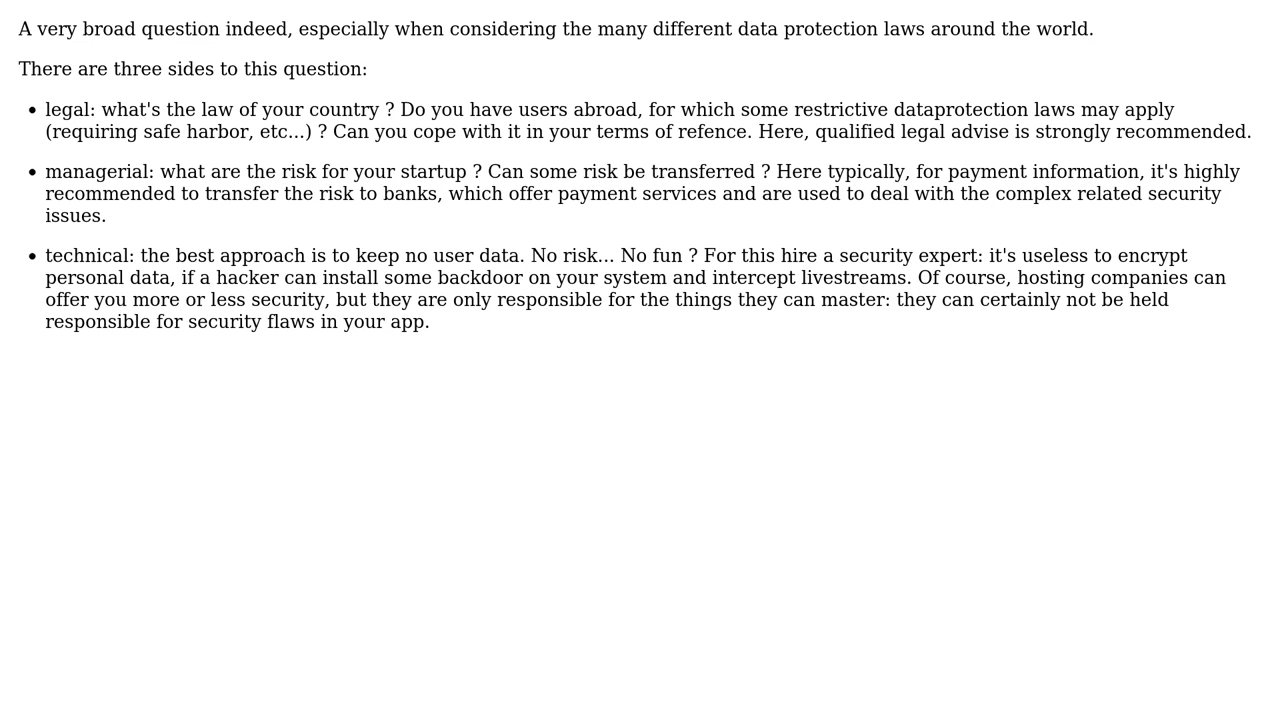 A very broad question indeed, especially when considering the many different data protection laws around the world.
There are three sides to this question:
• legal: what's the law of your country ? Do you have users abroad, for which some restrictive dataprotection laws may apply
(requiring safe harbor, etc...) ? Can you cope with it in your terms of refence. Here, qualified legal advise is strongly recommended.
• managerial: what are the risk for your startup ? Can some risk be transferred ? Here typically, for payment information, it's highly
recommended to transfer the risk to banks, which offer payment services and are used to deal with the complex related security
issues.
• technical: the best approach is to keep no user data. No risk... No fun ? For this hire a security expert: it's useless to encrypt
personal data, if a hacker can install some backdoor on your system and intercept livestreams. Of course, hosting companies can
offer you more or less security, but they are only responsible for the things they can master: they can certainly not be held
responsible for security flaws in your app.